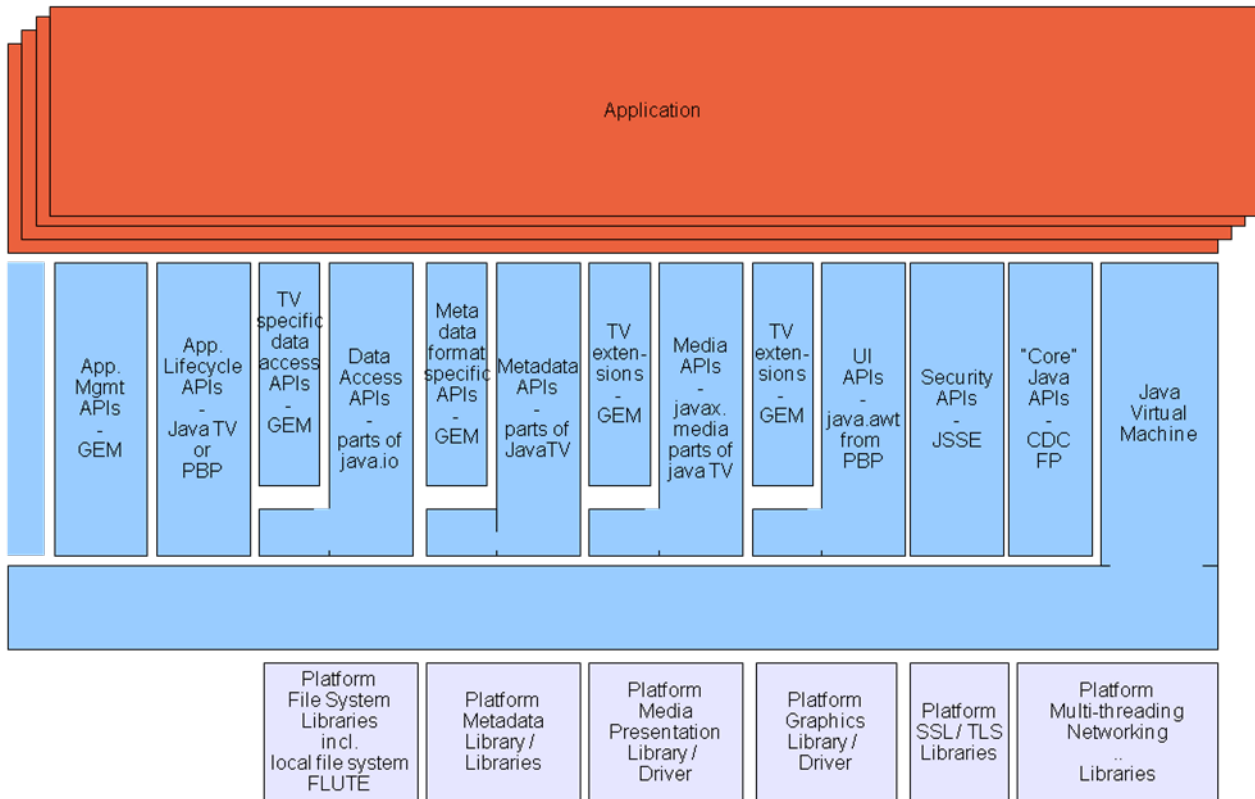 Application
App.
Mgmt
APIs
-
GEM
App.
Lifecycle
APIs
-
Java TV
or
PBP
TV
specific
data
access
APIs
-
GEM
Data
Access
APIs
-
parts of
java.io
Meta
data
format
specific
APIs
-
GEM
Metadata
APIs
-
parts of
JavaTV
TV
exten-
sions
-
GEM
Media
APIs
-
javax.
media
parts of
java TV
TV
exten-
sions
-
GEM
UI
APIs
-
java.awt
from
PBP
Security
APIs
-
JSSE
"Core"
Java
APIs
-
CDC
FP
Java
Virtual
Machine
Platform
File System
Libraries
incl.
local file system
FLUTE
Platform
Metadata
Library /
Libraries
Platform
Media
Presentation
Library /
Driver
Platform
Graphics
Library /
Driver
Platform
SSL / TLS
Libraries
Platform
Multi-threading
Networking
..
Libraries